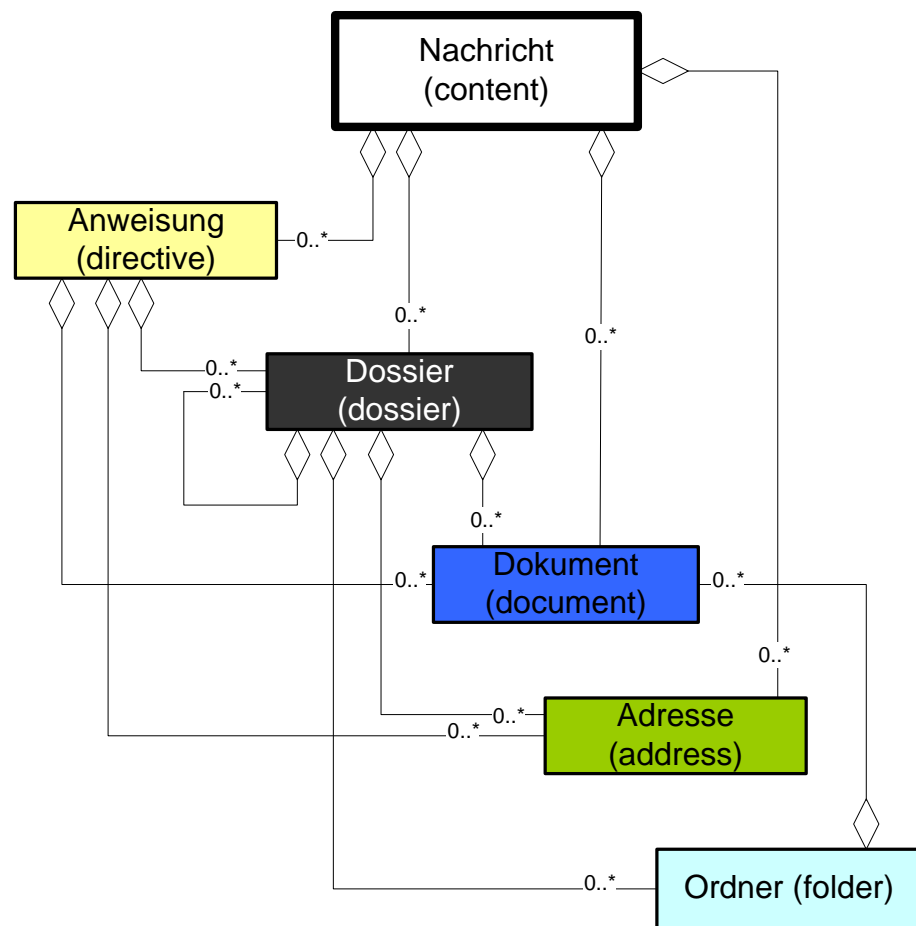 Nachricht
(content)
Anweisung
(directive)
0..*
0..*
0..*
0..*
0..*
Dossier
(dossier)
0..*
0..*
0..*
Dokument
(document)
0..*
0..*
0..*
0..*
Adresse
(address)
0..*
Ordner (folder)